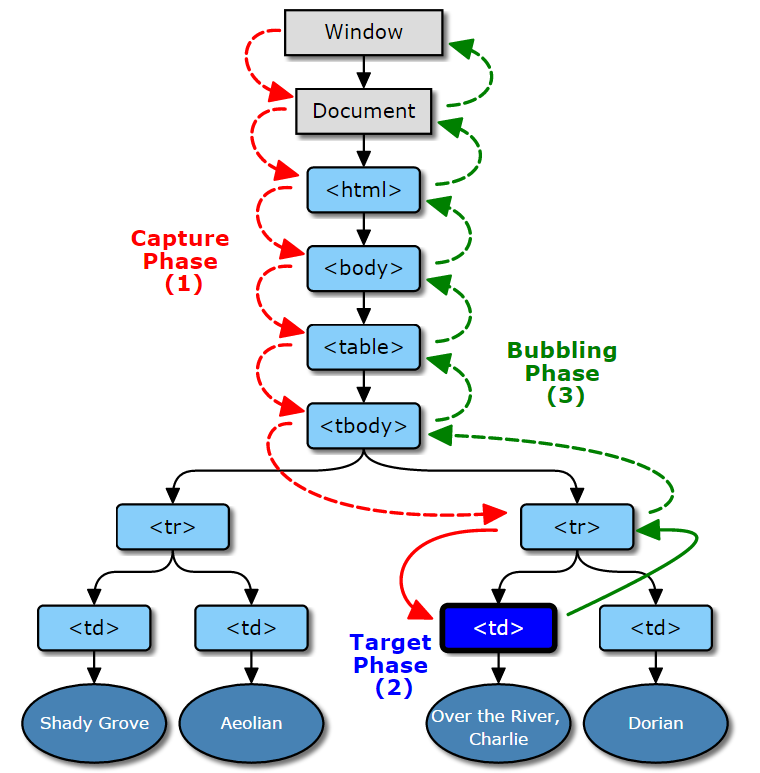 Window
Document
<html>
Capture
Phase
(1)
<body>
<table>
Bubbling
Phase
(3)
<tbody>
<tr>
<tr>
<td>
<td>
<td>
<td>
Target
Phase
(2)
Shady Grove
Aeolian
Over the River,
Charlie
Dorian